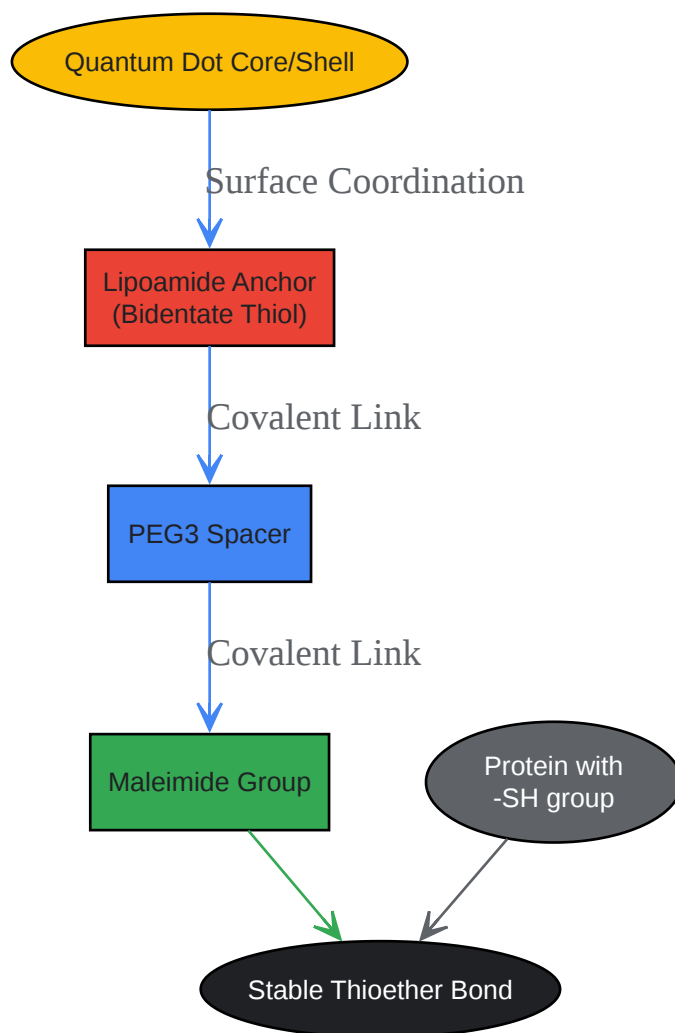 Quantum Dot Core/Shell
Surface Coordination
Lipoamide Anchor
(Bidentate Thiol)
Covalent Link
PEG3 Spacer
Covalent Link
Maleimide Group
Protein with
-SH group
Stable Thioether Bond